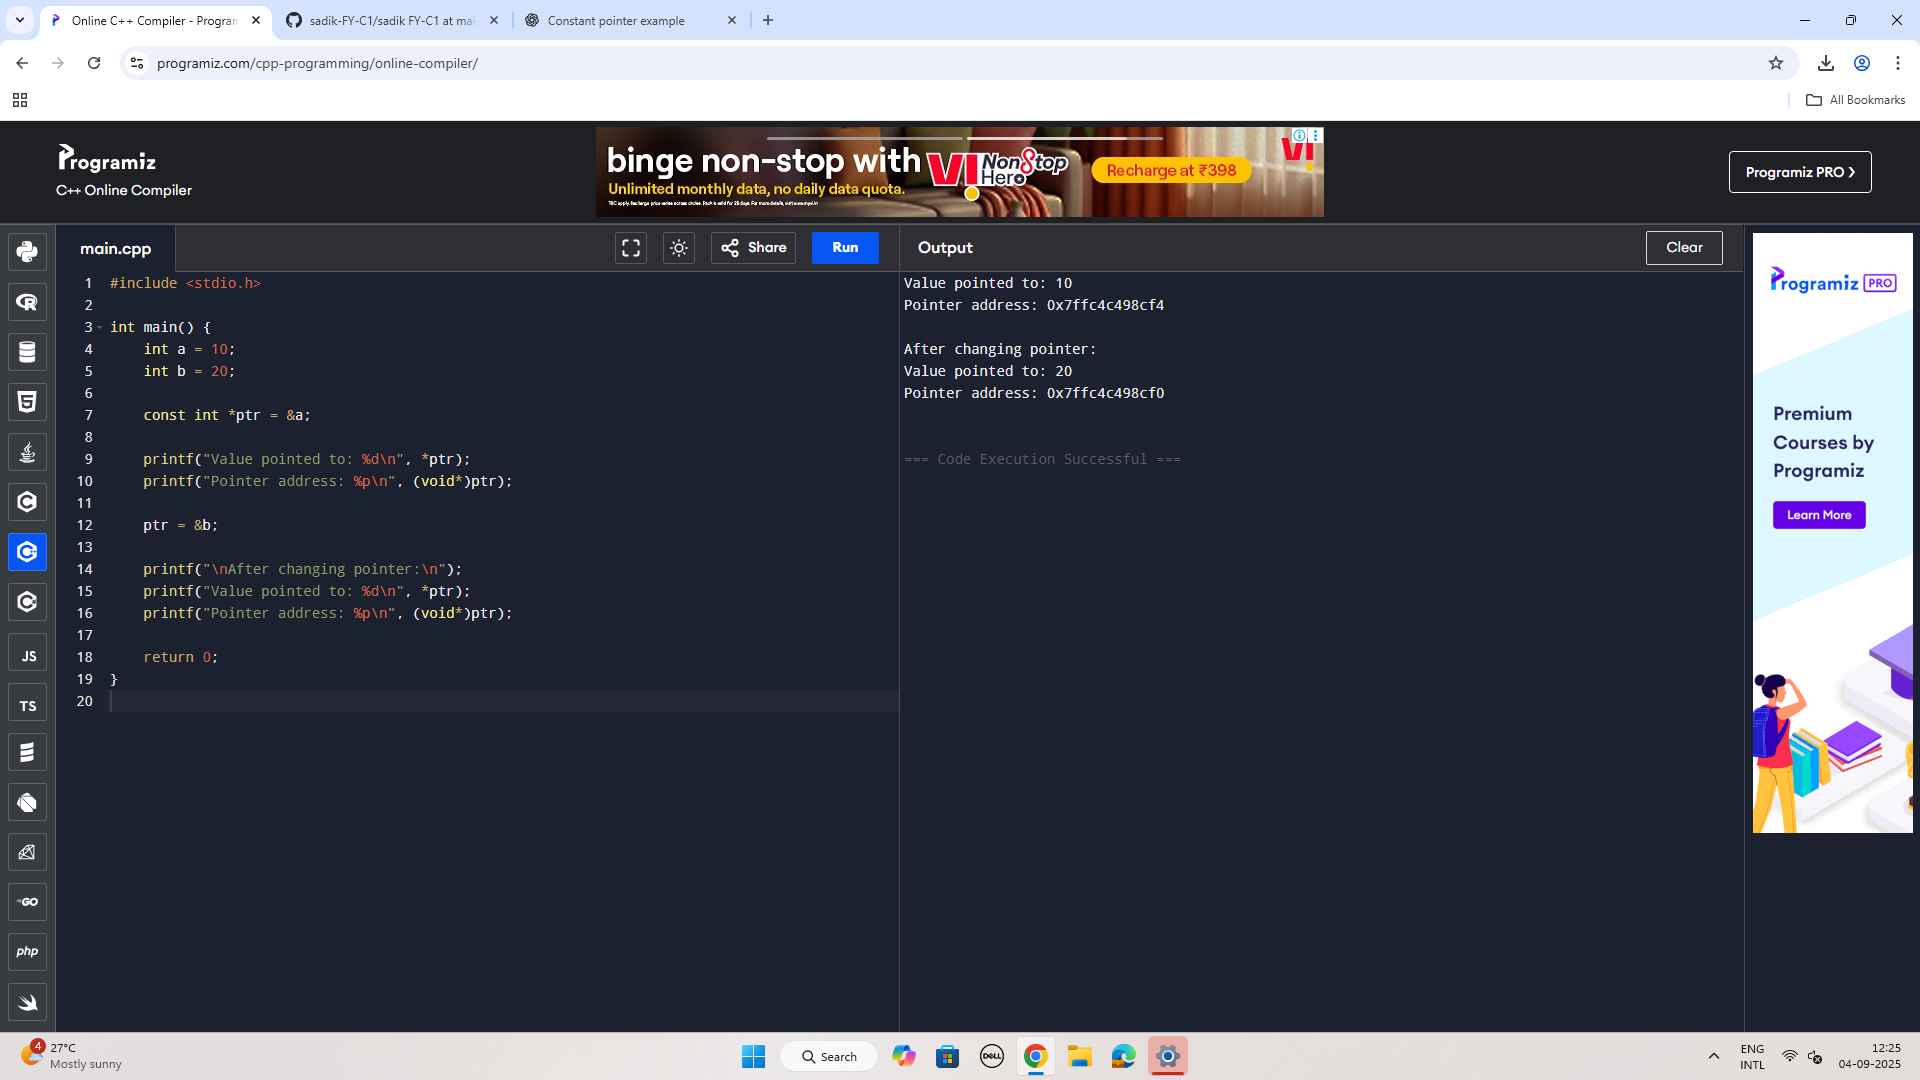 Online C++ Compiler - Program
sadik-FY-C1/sadik FY-C1 at mai
Constant pointer example
programiz.com/cpp-programming/online-compiler/
All Bookmarks
Programiz
C++ Online Compiler
binge non-stop with
Unlimited monthly data, no daily data quota.
VI
NonStop
Hero
Recharge at ₹398
VI
Programiz PRO ❯
main.cpp
Share
Run
Output
Clear
1 #include <stdio.h>
2
3 int main() {
4     int a = 10;
5     int b = 20;
6
7     const int *ptr = &a;
8
9     printf("Value pointed to: %d\n", *ptr);
10     printf("Pointer address: %p\n", (void*)ptr);
11
12     ptr = &b;
13
14     printf("\nAfter changing pointer:\n");
15     printf("Value pointed to: %d\n", *ptr);
16     printf("Pointer address: %p\n", (void*)ptr);
17
18     return 0;
19 }
20
Value pointed to: 10
Pointer address: 0x7ffc4c498cf4
After changing pointer:
Value pointed to: 20
Pointer address: 0x7ffc4c498cf0
=== Code Execution Successful ===
Programiz PRO
Premium
Courses by
Programiz
Learn More
JS
TS
GO
php
4
27°C
Mostly sunny
Search
DELL
ENG
INTL
12:25
04-09-2025